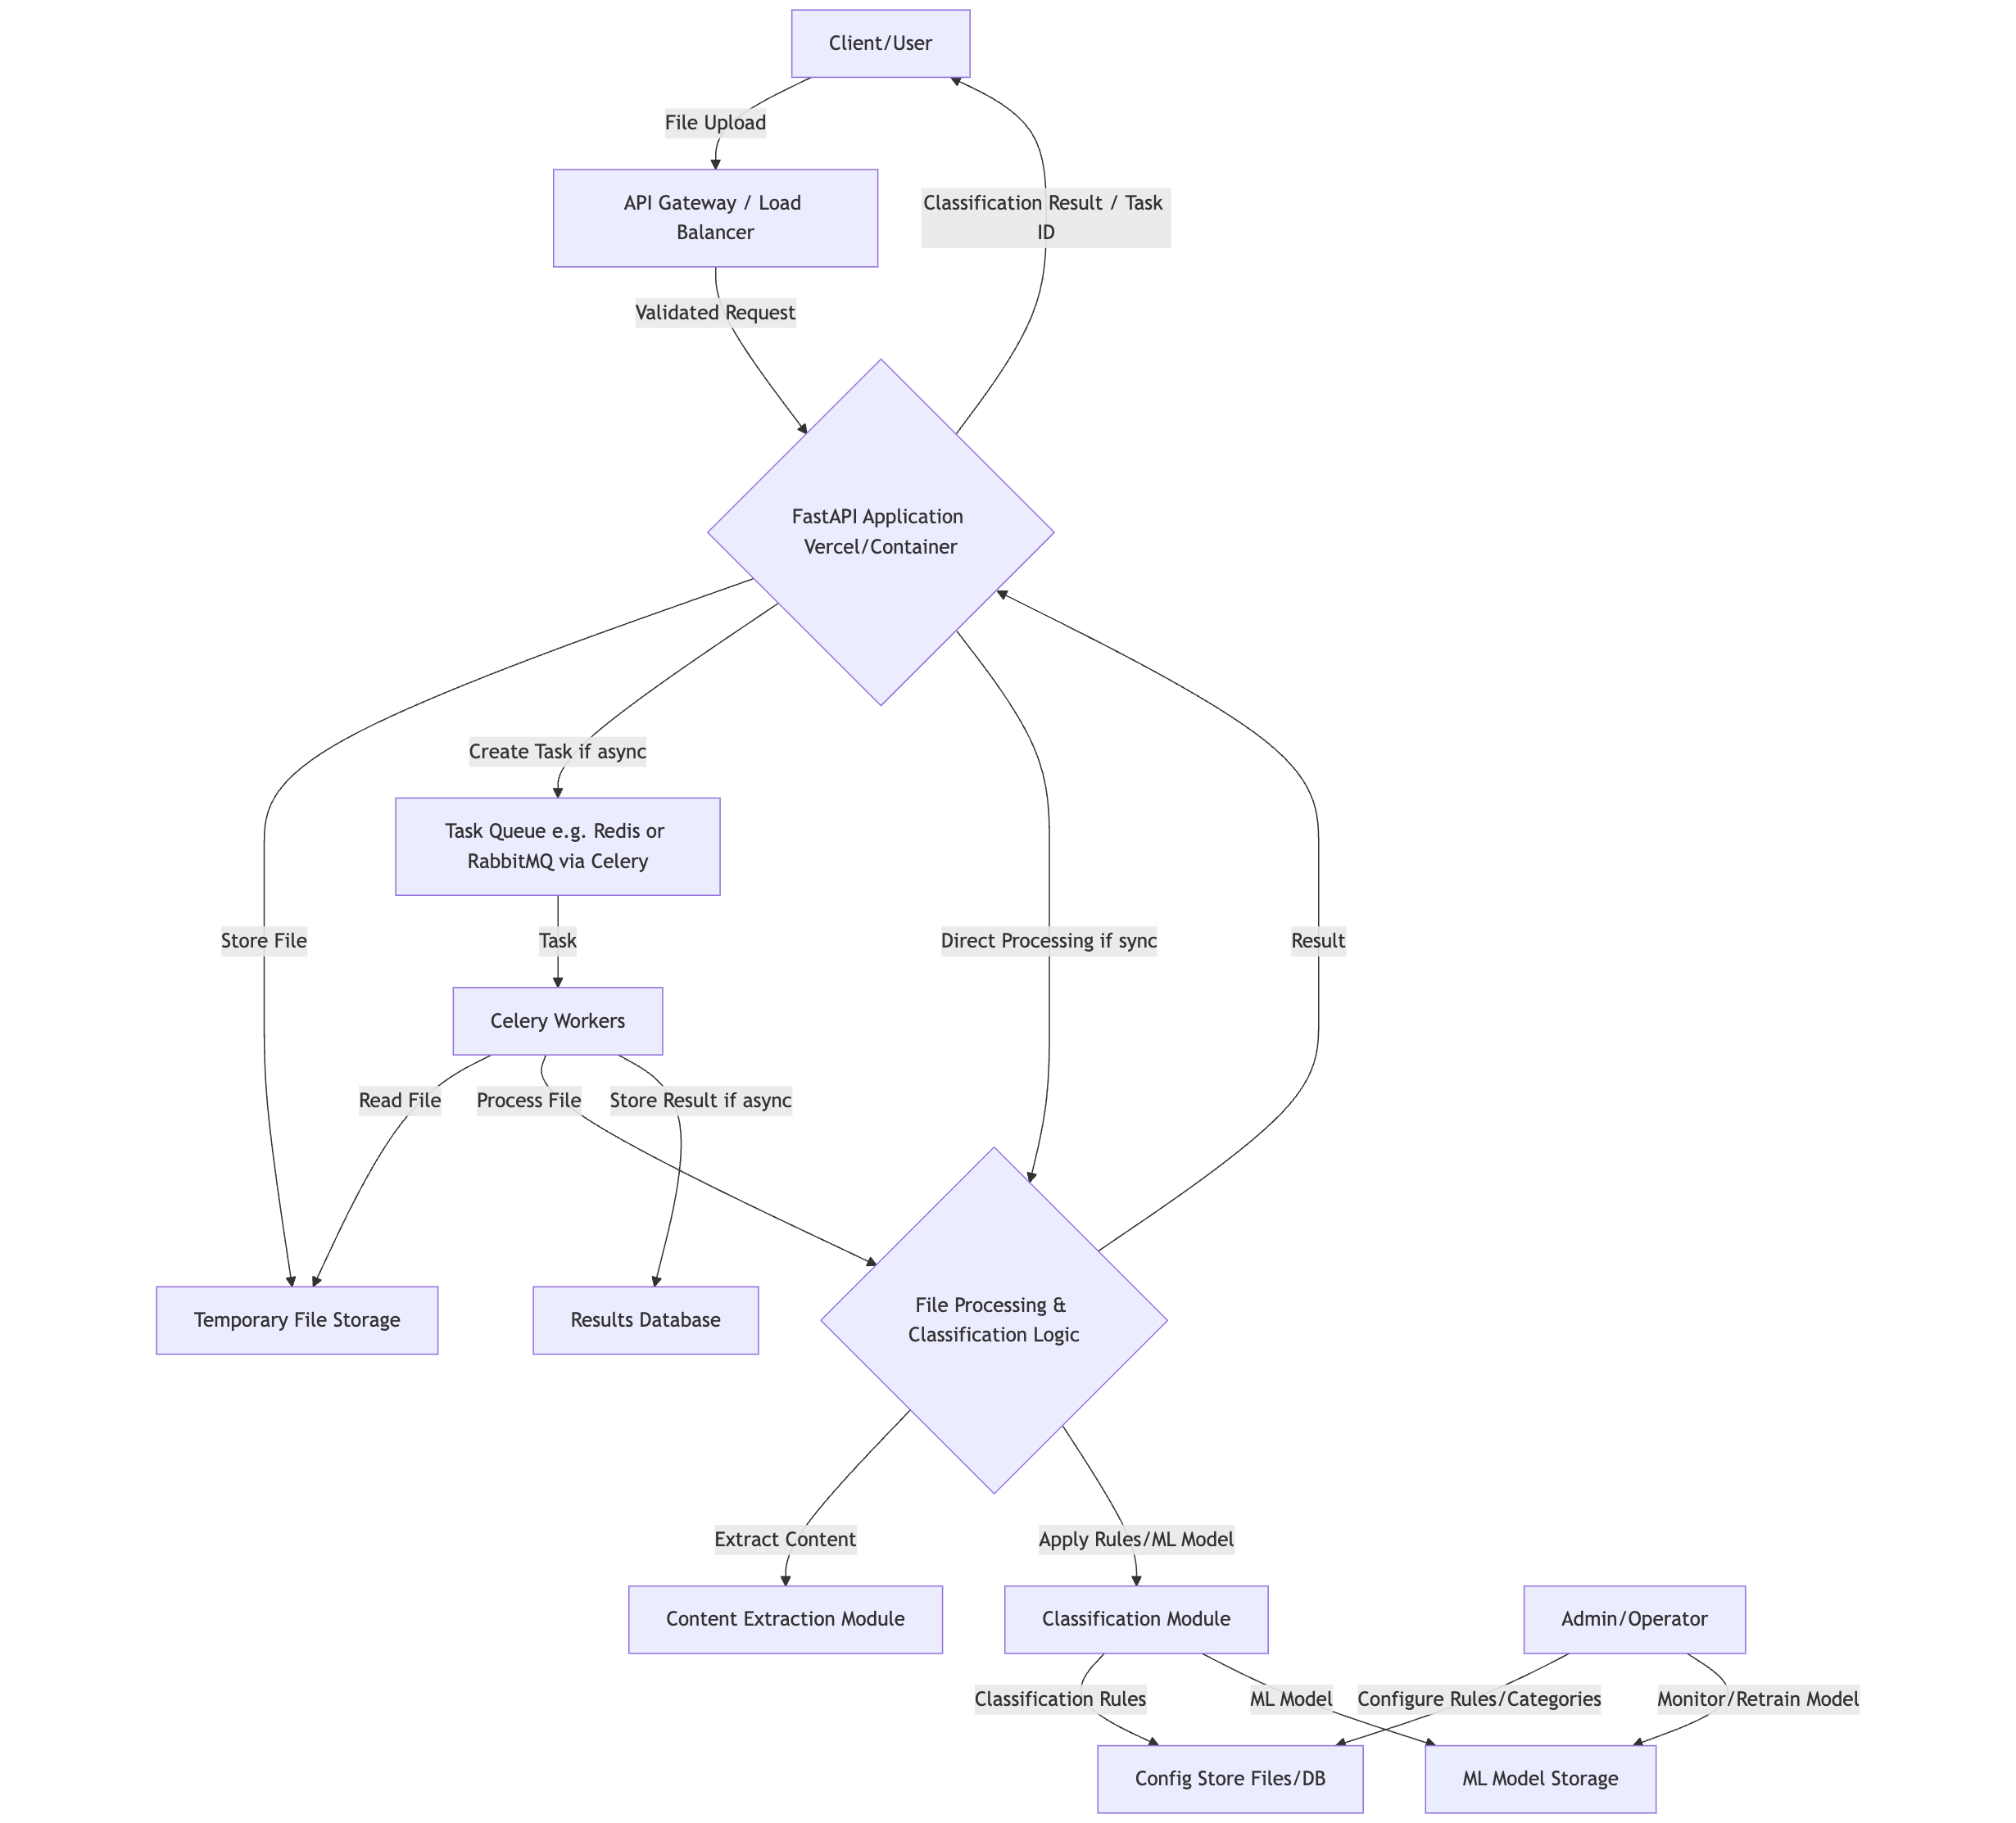 Client/User
File Upload
API Gateway / Load
Balancer
Classification Result / Task
ID
Validated Request
FastAPI Application
Vercel/Container
Create Task if async
Task Queue e.g. Redis or
RabbitMQ via Celery
Store File
Task
Direct Processing if sync
Result
Celery Workers
Read File
Process File
Store Result if async
Temporary File Storage
Results Database
File Processing &
Classification Logic
Extract Content
Apply Rules/ML Model
Content Extraction Module
Classification Module
Admin/Operator
Classification Rules
ML Model
Configure Rules/Categories
Monitor/Retrain Model
Config Store Files/DB
ML Model Storage